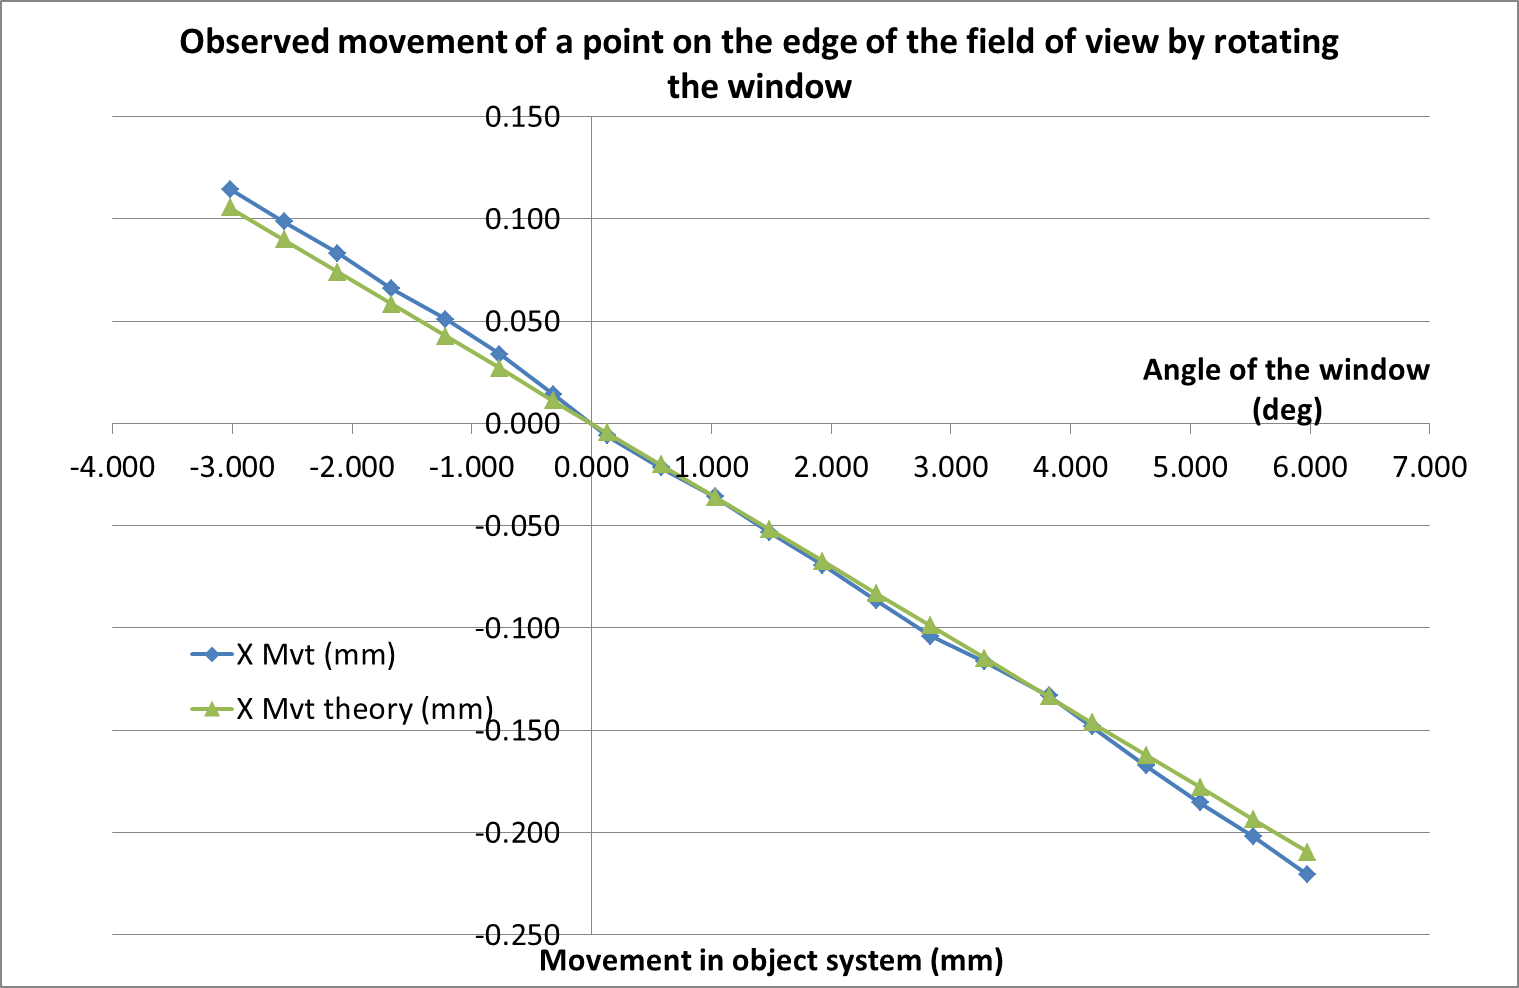 Observed movement of a point on the edge of the field of view by rotating
the window
0.150
0.100
0.050
Angle of the window
(deg)
0.000
-4.000 -3.000 -2.000 -1.000 0.000 1.000 2.000 3.000 4.000 5.000 6.000 7.000
-0.050
-0.100
X Mvt (mm)
X Mvt theory (mm)
-0.150
-0.200
-0.250
Movement in object system (mm)